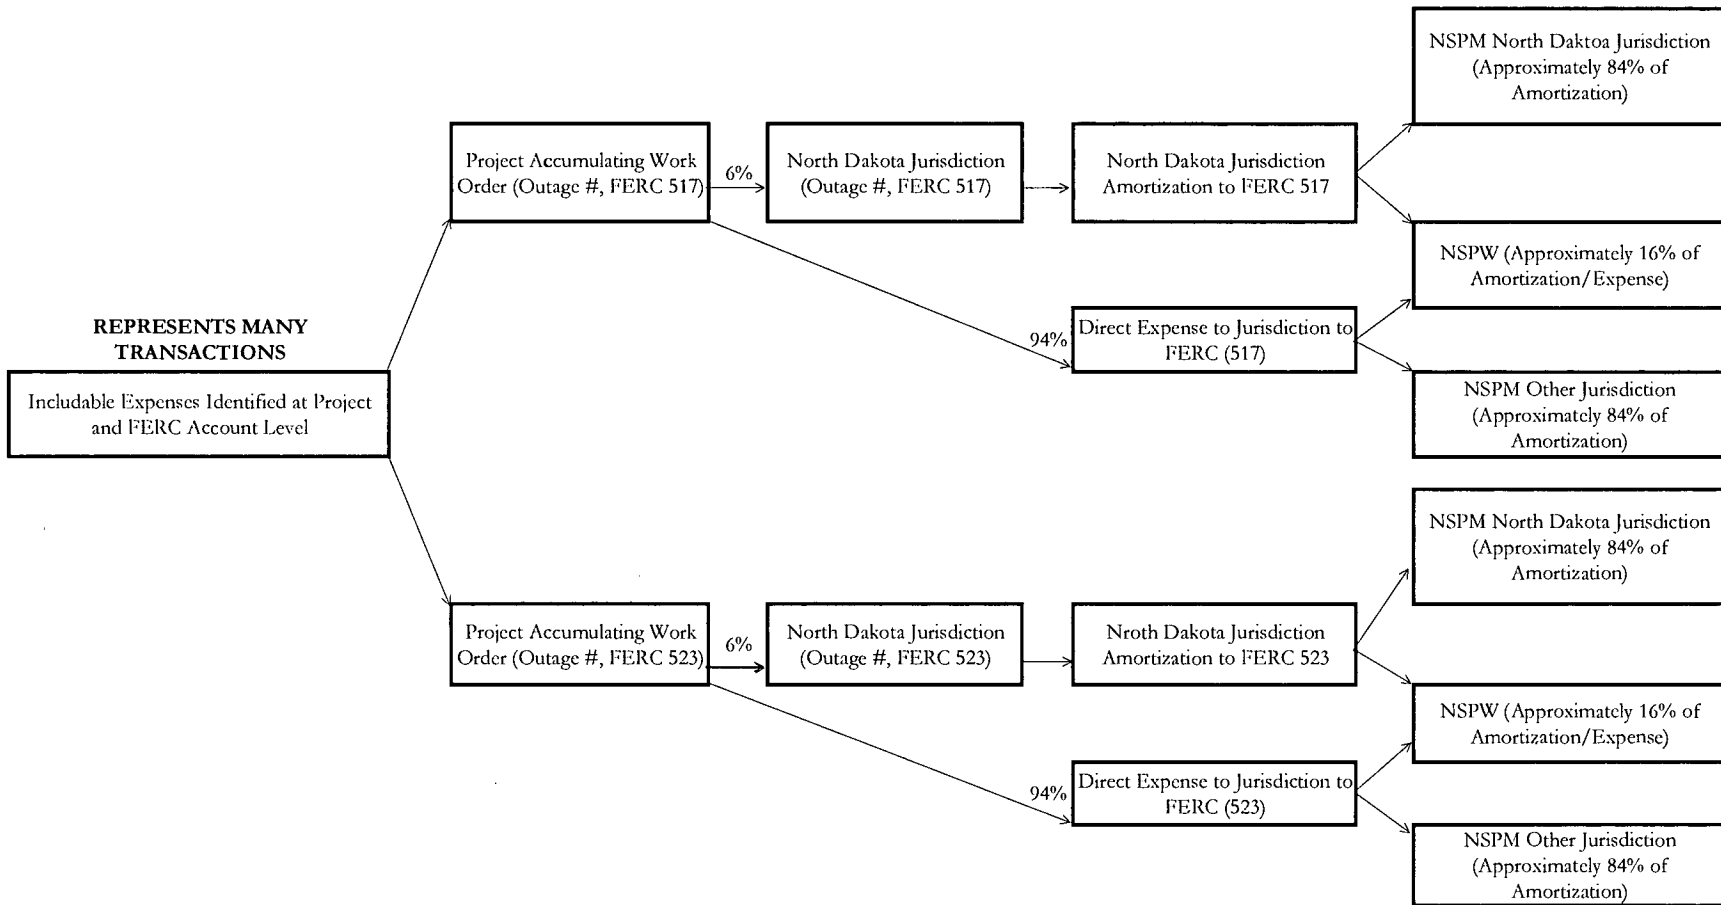 NSPM North Daktoa Jurisdiction
(Approximately 84% of
Amortization)
Project Accumulating Work
Order (Outage #, FERC 517)
6%
North Dakota Jurisdiction
(Outage #, FERC 517)
North Dakota Jurisdiction
Amortization to FERC 517
NSPW (Approximately 16% of
Amortization/Expense)
94%
Direct Expense to Jurisdiction to
FERC (517)
NSPM Other Jurisdiction
(Approximately 84% of
Amortization)
REPRESENTS MANY
TRANSACTIONS
Includable Expenses Identified at Project
and FERC Account Level
NSPM North Dakota Jurisdiction
(Approximately 84% of
Amortization)
Project Accumulating Work
Order (Outage #, FERC 523)
6%
North Dakota Jurisdiction
(Outage #, FERC 523)
Nroth Dakota Jurisdiction
Amortization to FERC 523
NSPW (Approximately 16% of
Amortization/Expense)
94%
Direct Expense to Jurisdiction to
FERC (523)
NSPM Other Jurisdiction
(Approximately 84% of
Amortization)